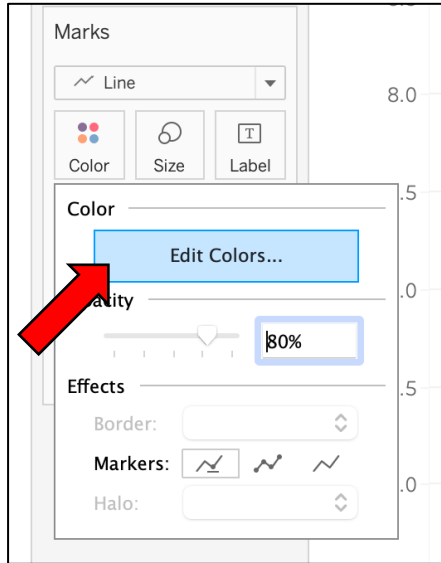 Marks
Line
8.0
Color
Size
Label
Color
.5
Edit Colors...
.0
acity
80%
Effects
.5
Border:
Markers:
.0
Halo: